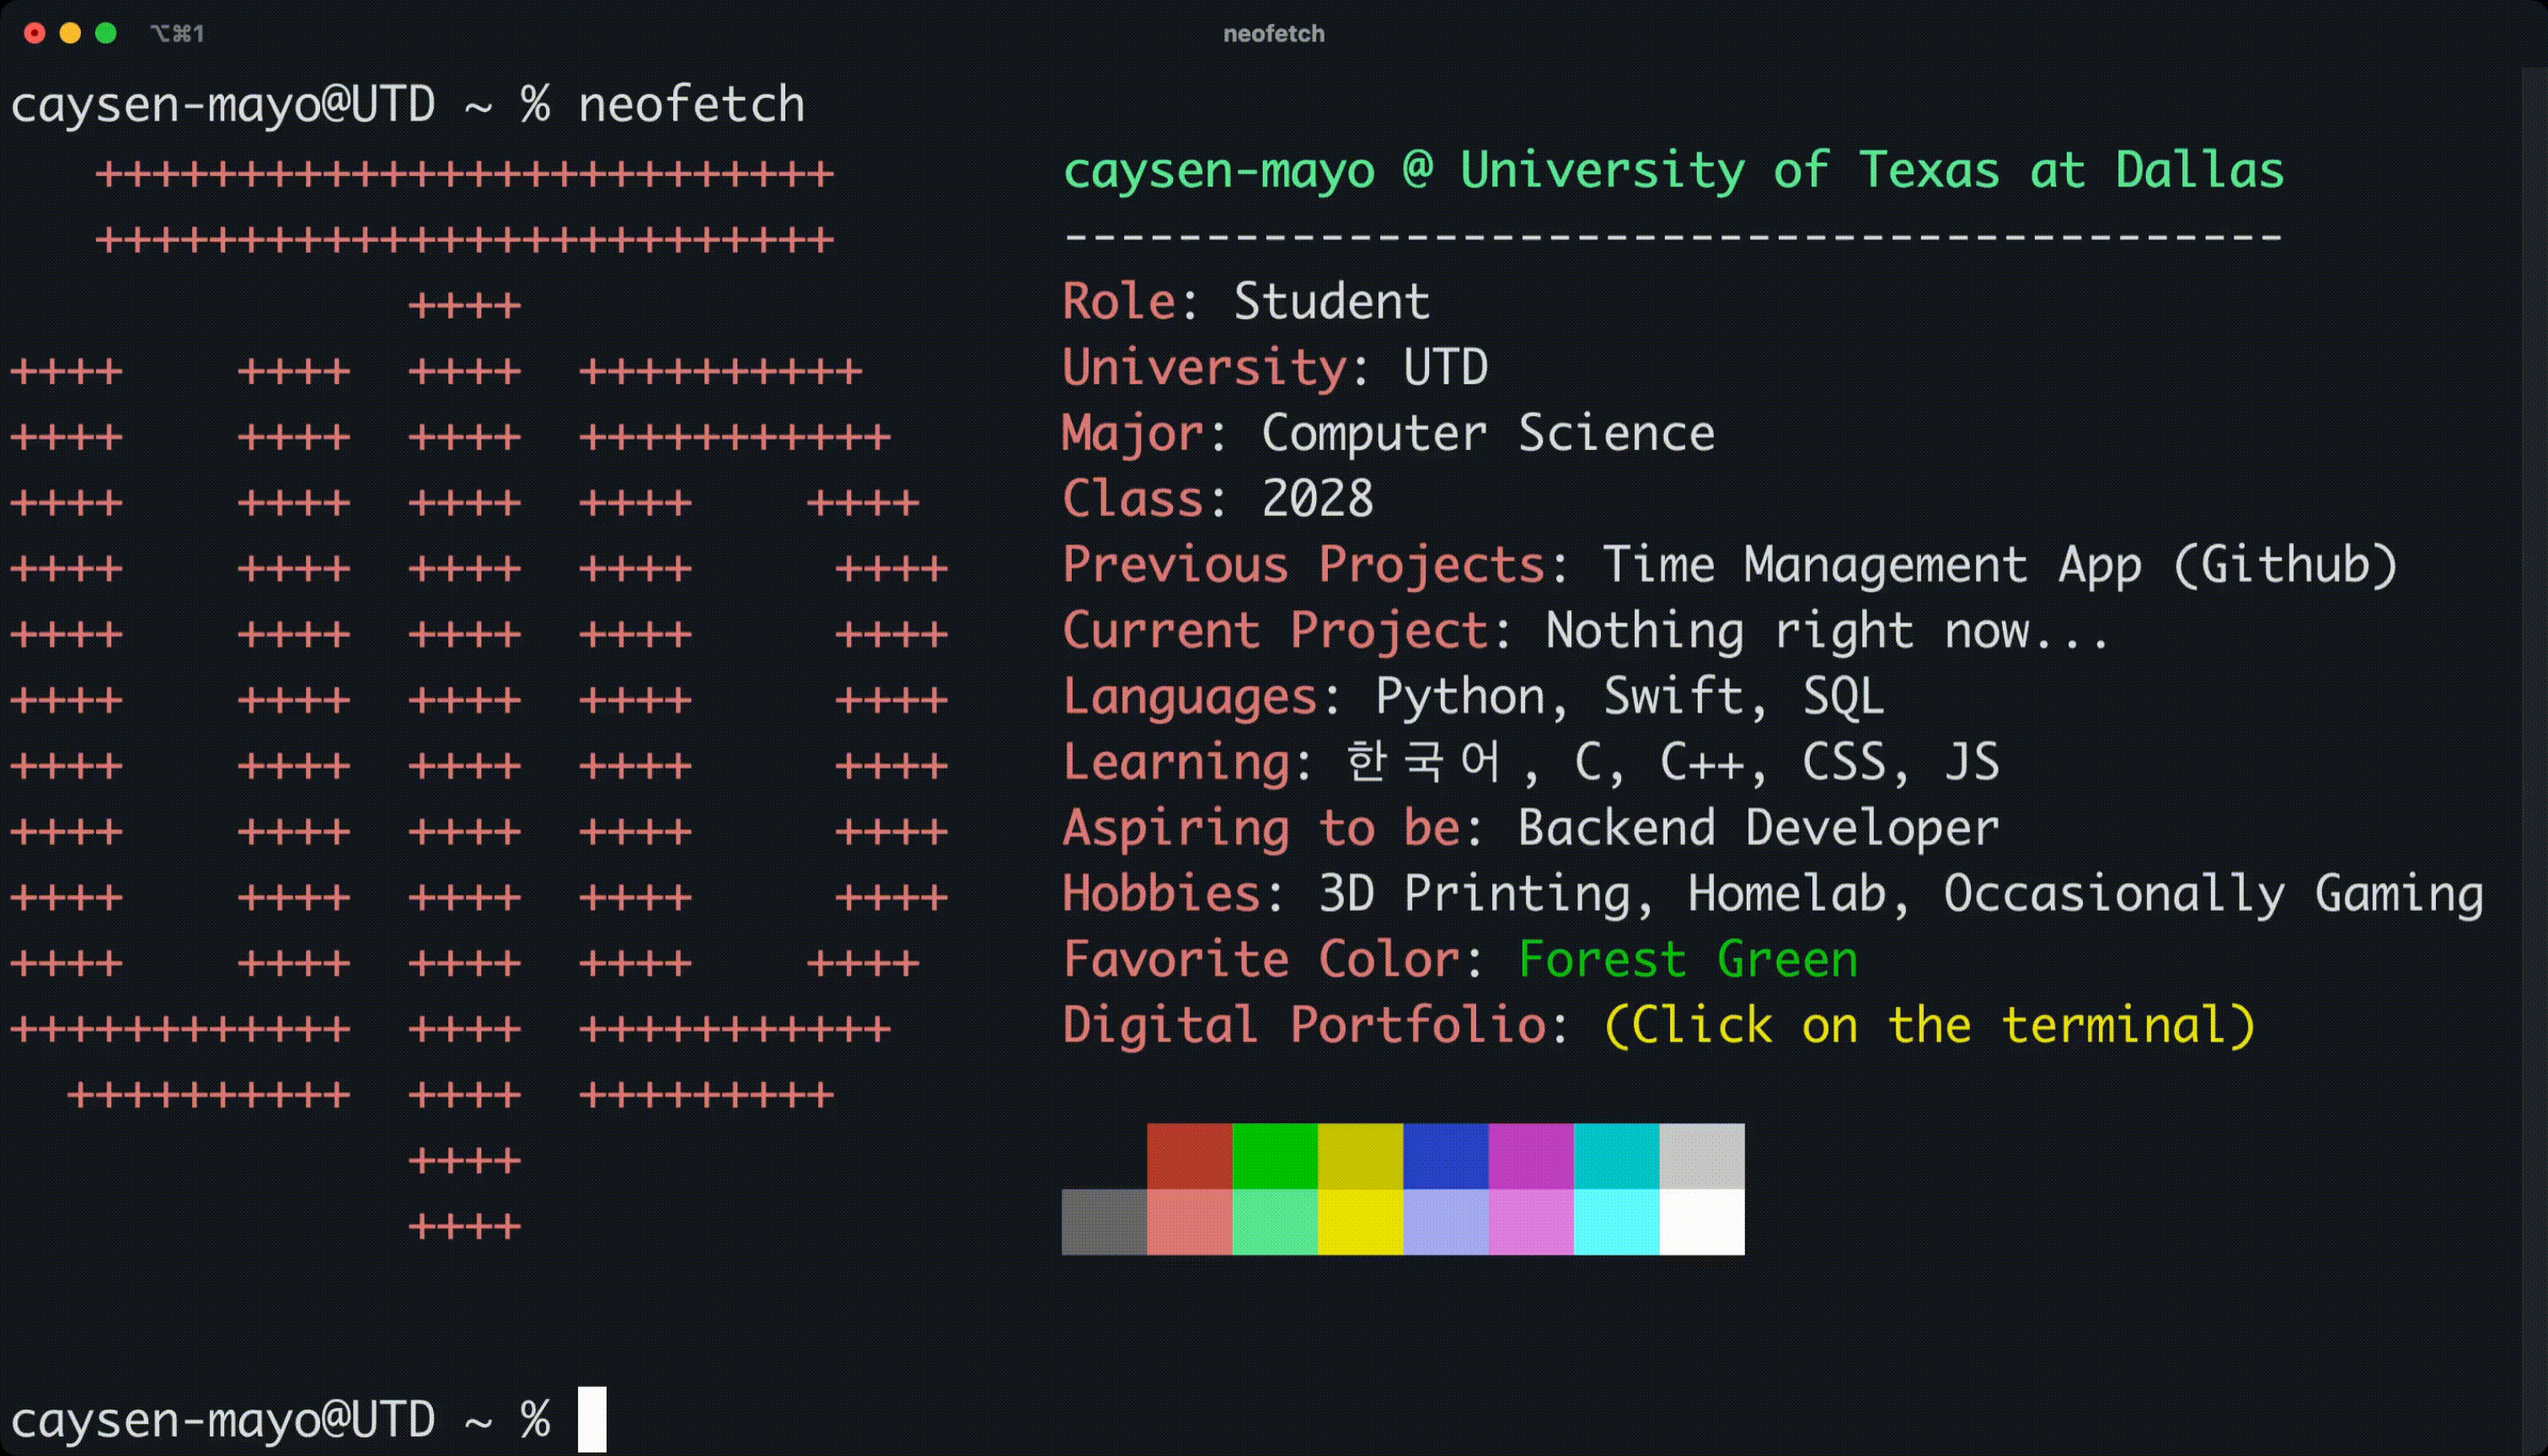 ⌥⌘1
neofetch
caysen-mayo@UTD ~ % neofetch
++++++++++++++++++++++++++ caysen-mayo @ University of Texas at Dallas
++++++++++++++++++++++++++ -------------------------------------------
++++ Role: Student
++++ ++++ ++++ ++++++++++ University: UTD
++++ ++++ ++++ +++++++++++ Major: Computer Science
++++ ++++ ++++ ++++ ++++ Class: 2028
++++ ++++ ++++ ++++ ++++ Previous Projects: Time Management App (Github)
++++ ++++ ++++ ++++ ++++ Current Project: Nothing right now...
++++ ++++ ++++ ++++ ++++ Languages: Python, Swift, SQL
++++ ++++ ++++ ++++ ++++ Learning: 한국어, C, C++, CSS, JS
++++ ++++ ++++ ++++ ++++ Aspiring to be: Backend Developer
++++ ++++ ++++ ++++ ++++ Hobbies: 3D Printing, Homelab, Occasionally Gaming
++++ ++++ ++++ ++++ ++++ Favorite Color: Forest Green
++++++++++++ ++++ +++++++++++ Digital Portfolio: (Click on the terminal)
++++++++++ ++++ +++++++++
++++
++++
caysen-mayo@UTD ~ %